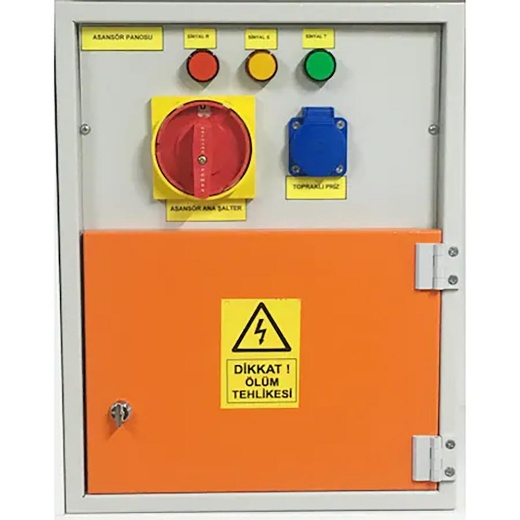 ASANSÖR PANOSU
SİNYAL R
SİNYAL S
SİNYAL T
TOPRAKLI PRİZ
ASANSÖR ANA ŞALTER
DİKKAT !
ÖLÜM
TEHLİKESİ